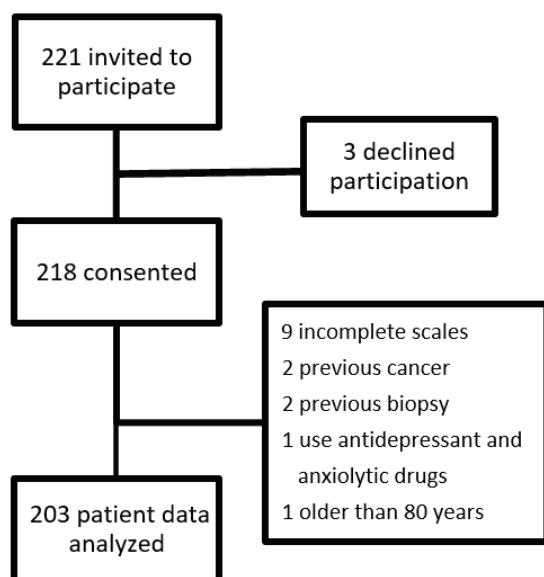 221 invited to
participate
3 declined
participation
218 consented
9 incomplete scales
2 previous cancer
2 previous biopsy
1 use antidepressant and
anxiolytic drugs
1 older than 80 years
203 patient data
analyzed